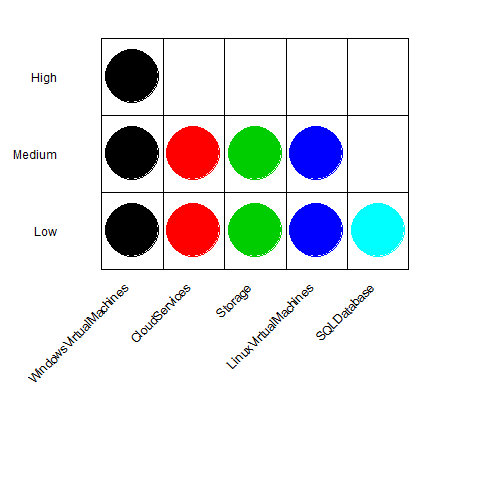 High
Medium
Low
WindowsVirtualMachines
CloudServices
Storage
LinuxVirtualMachines
SQLDatabase